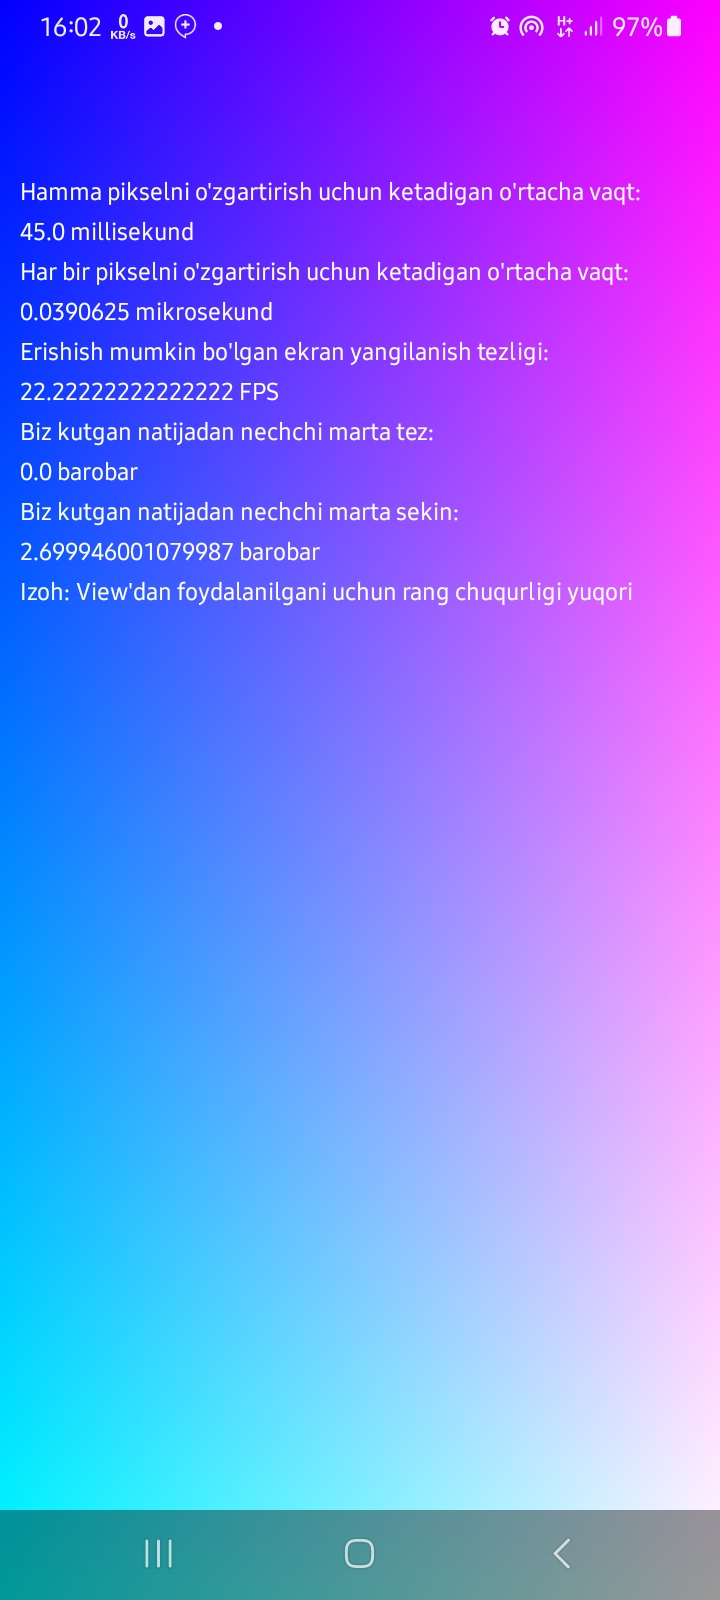 16:02 0 KB/s H+ 97%
Hamma pikselni o'zgartirish uchun ketadigan o'rtacha vaqt:
45.0 millisekund
Har bir pikselni o'zgartirish uchun ketadigan o'rtacha vaqt:
0.0390625 mikrosekund
Erishish mumkin bo'lgan ekran yangilanish tezligi:
22.22222222222222 FPS
Biz kutgan natijadan nechchi marta tez:
0.0 barobar
Biz kutgan natijadan nechchi marta sekin:
2.699946001079987 barobar
Izoh: View'dan foydalanilgani uchun rang chuqurligi yuqori